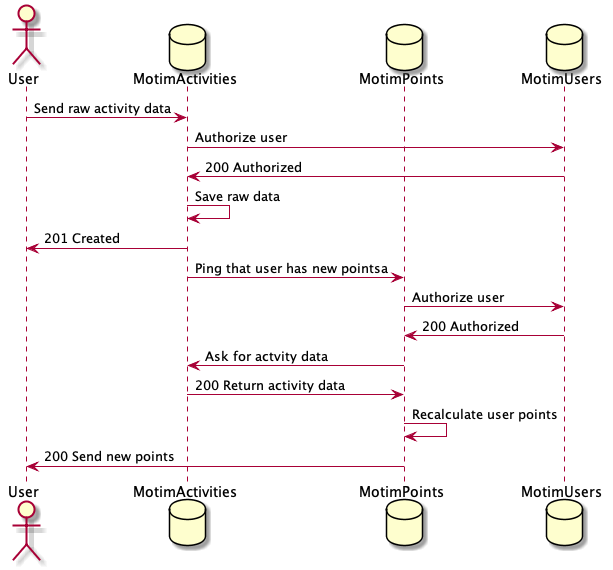 User
MotimActivities
MotimPoints
MotimUsers
Send raw activity data
Authorize user
200 Authorized
Save raw data
201 Created
Ping that user has new pointsa
Authorize user
200 Authorized
Ask for actvity data
200 Return activity data
Recalculate user points
200 Send new points
User
MotimActivities
MotimPoints
MotimUsers